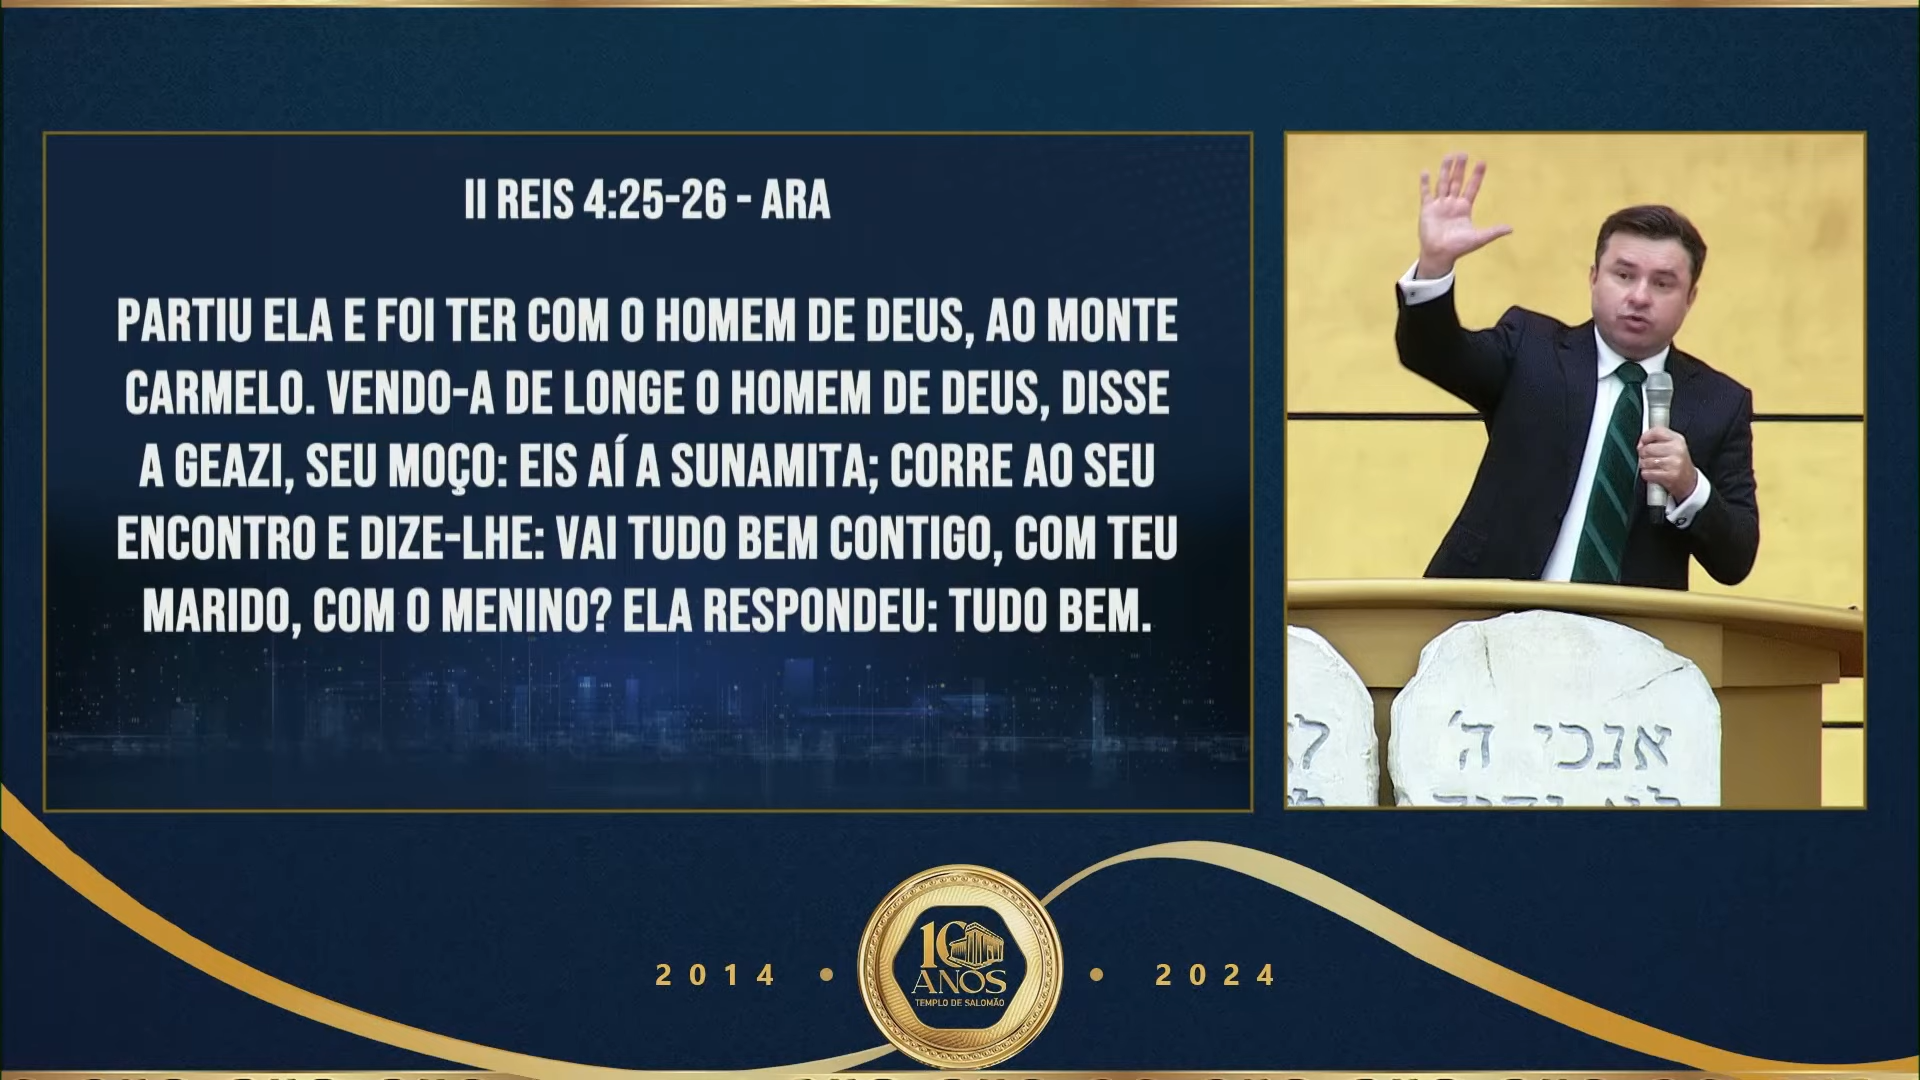 II REIS 4:25-26 - ARA
PARTIU ELA E FOI TER COM O HOMEM DE DEUS, AO MONTE
CARMELO. VENDO-A DE LONGE O HOMEM DE DEUS, DISSE
A GEAZI, SEU MOÇO: EIS AÍ A SUNAMITA; CORRE AO SEU
ENCONTRO E DIZE-LHE: VAI TUDO BEM CONTIGO, COM TEU
MARIDO, COM O MENINO? ELA RESPONDEU: TUDO BEM.
אנכי ה'
2014 • 10 • 2024
ANOS
TEMPLO DE SALOMÃO